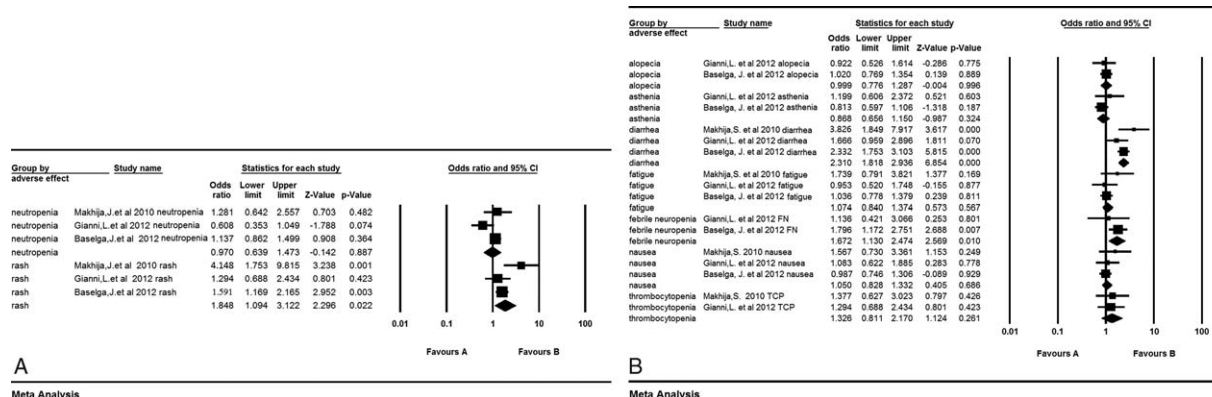 Group by Study name Statistics for each study Odds ratio and 95% CI
adverse effect
Odds Lower Upper
ratio limit limit Z-Value p-Value
neutropenia Makhija,J.et al 2010 neutropenia 1.281 0.642 2.557 0.703 0.482
neutropenia Gianni,L.et al 2012 neutropenia 0.608 0.353 1.049 -1.788 0.074
neutropenia Baselga,J.et al 2012 neutropenia 1.137 0.862 1.499 0.908 0.364
neutropenia 0.970 0.639 1.473 -0.142 0.887
rash Makhija,J.et al 2010 rash 4.148 1.753 9.815 3.238 0.001
rash Gianni,L.et al 2012 rash 1.294 0.688 2.434 0.801 0.423
rash Baselga,J.et al 2012 rash 1.591 1.169 2.165 2.952 0.003
rash 1.848 1.094 3.122 2.296 0.022
0.01 0.1 1 10 100
Favours A Favours B
A
Meta Analysis
Group by Study name Statistics for each study Odds ratio and 95% CI
adverse effect
Odds Lower Upper
ratio limit limit Z-Value p-Value
alopecia Gianni,L. et al 2012 alopecia 0.922 0.526 1.614 -0.286 0.775
alopecia Baselga, J. et al 2012 alopecia 1.020 0.769 1.354 0.139 0.889
alopecia 0.999 0.776 1.287 -0.004 0.996
asthenia Gianni,L. et al 2012 asthenia 1.199 0.606 2.372 0.521 0.603
asthenia Baselga, J. et al 2012 asthenia 0.813 0.597 1.106 -1.318 0.187
asthenia 0.868 0.656 1.150 -0.987 0.324
diarrhea Makhija,S. et al 2010 diarrhea 3.826 1.849 7.917 3.617 0.000
diarrhea Gianni,L. et al 2012 diarrhea 1.666 0.959 2.896 1.811 0.070
diarrhea Baselga, J. et al 2012 diarrhea 2.332 1.753 3.103 5.815 0.000
diarrhea 2.310 1.818 2.936 6.854 0.000
fatigue Makhija,S. et al 2010 fatigue 1.739 0.791 3.821 1.377 0.169
fatigue Gianni,L. et al 2012 fatigue 0.953 0.520 1.748 -0.155 0.877
fatigue Baselga, J. et al 2012 fatigue 1.036 0.778 1.379 0.239 0.811
fatigue 1.074 0.840 1.374 0.573 0.567
febrile neuropenia Gianni,L. et al 2012 FN 1.136 0.421 3.066 0.253 0.801
febrile neuropenia Baselga, J. et al 2012 FN 1.796 1.172 2.751 2.688 0.007
febrile neuropenia 1.672 1.130 2.474 2.569 0.010
nausea Makhija,S. 2010 nausea 1.567 0.730 3.361 1.153 0.249
nausea Gianni,L. et al 2012 nausea 1.083 0.622 1.885 0.283 0.778
nausea Baselga, J. et al 2012 nausea 0.987 0.746 1.306 -0.089 0.929
nausea 1.050 0.828 1.332 0.405 0.686
thrombocytopenia Makhija,S. 2010 TCP 1.377 0.627 3.023 0.797 0.426
thrombocytopenia Gianni,L. et al 2012 TCP 1.294 0.688 2.434 0.801 0.423
thrombocytopenia 1.326 0.811 2.170 1.124 0.261
0.01 0.1 1 10 100
Favours A Favours B
B
Meta Analysis